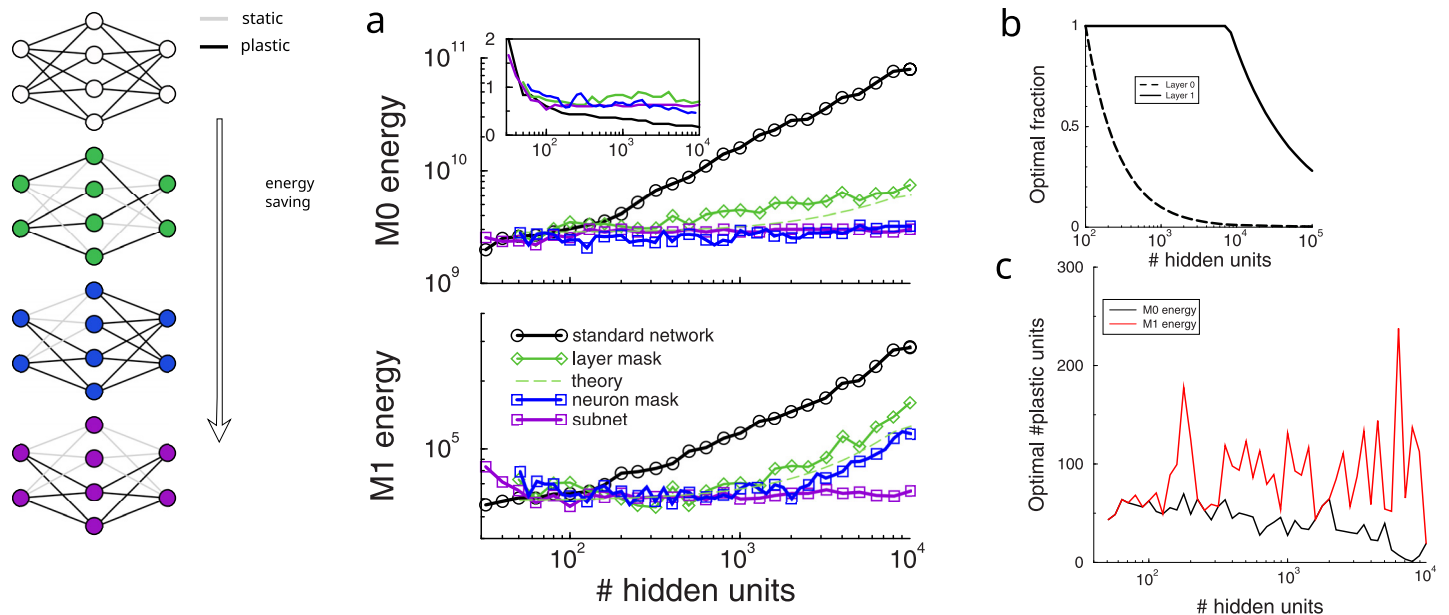 static
plastic
energy
saving
a
10^11
10^10
10^9
M0 energy
2
1
0
10^2
10^3
10^4
M1 energy
10^5
standard network
layer mask
theory
neuron mask
subnet
10^2
10^3
10^4
# hidden units
b
Optimal fraction
1
0.5
0
Layer 0
Layer 1
10^2
10^3
10^4
10^5
# hidden units
c
Optimal #plastic units
300
200
100
0
M0 energy
M1 energy
10^2
10^3
10^4
# hidden units